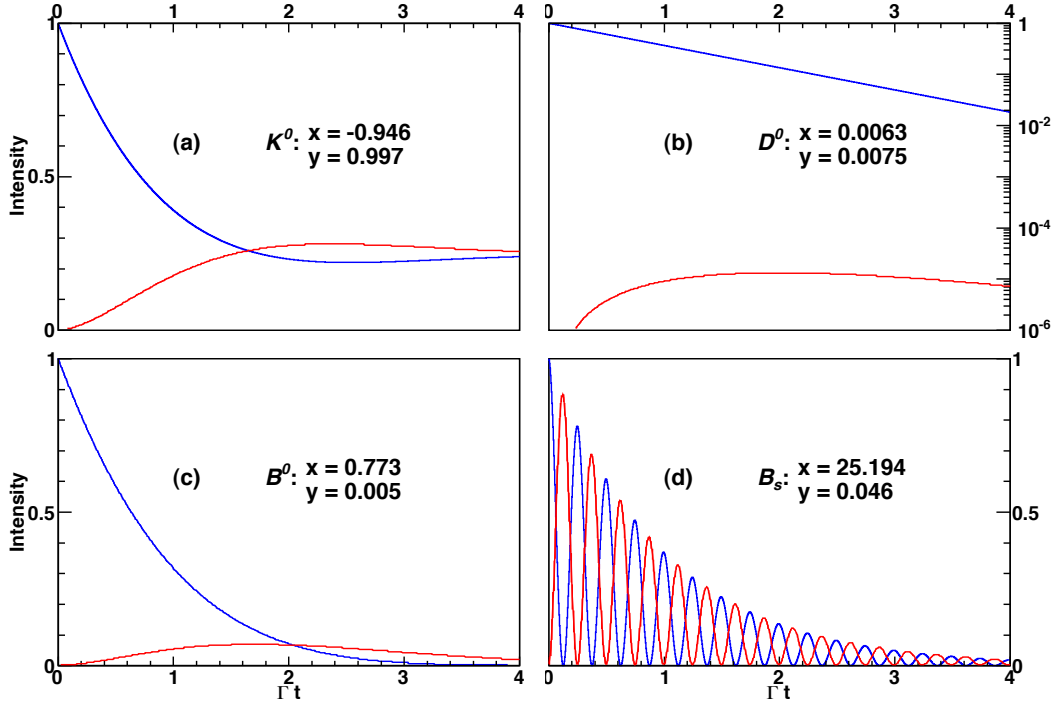 0 1 2 3 4
0 1 2 3 4
1
0.5
0
Intensity
(a) K⁰: x = -0.946
y = 0.997
1
10⁻²
10⁻⁴
10⁻⁶
(b) D⁰: x = 0.0063
y = 0.0075
1
0.5
0
Intensity
(c) B⁰: x = 0.773
y = 0.005
1
0.5
0
(d) Bₛ: x = 25.194
y = 0.046
0 1 2 3 4
Γ t
0 1 2 3 4
Γ t